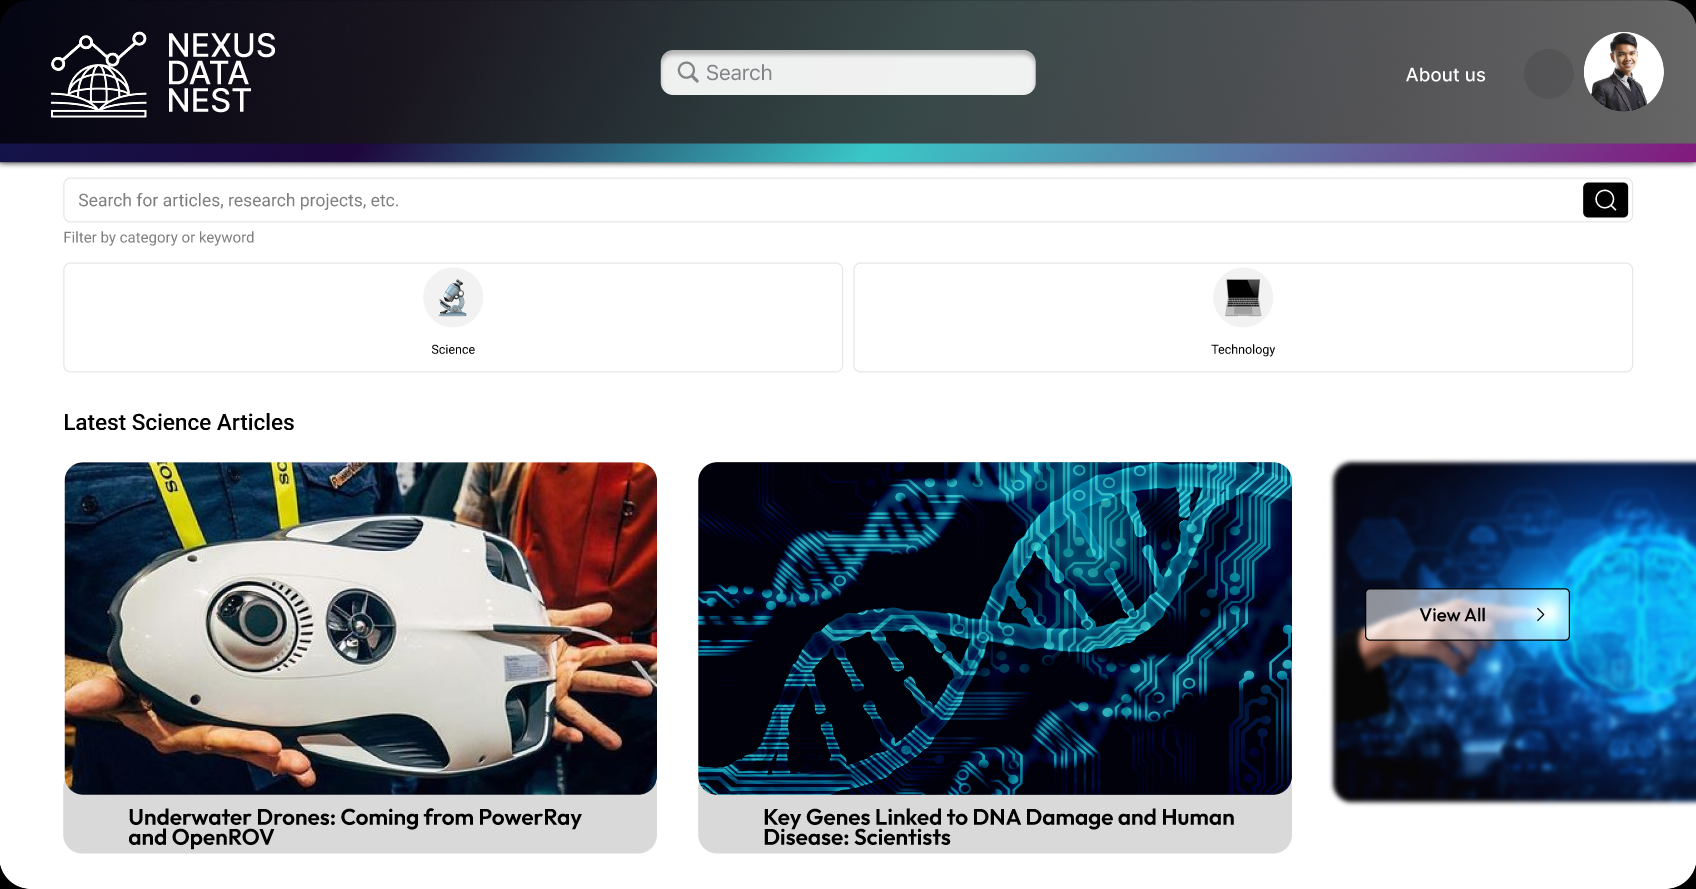 NEXUS
DATA
NEST
Search
About us
Search for articles, research projects, etc.
Filter by category or keyword
Science
Technology
Latest Science Articles
Underwater Drones: Coming from PowerRay
and OpenROV
Key Genes Linked to DNA Damage and Human
Disease: Scientists
View All